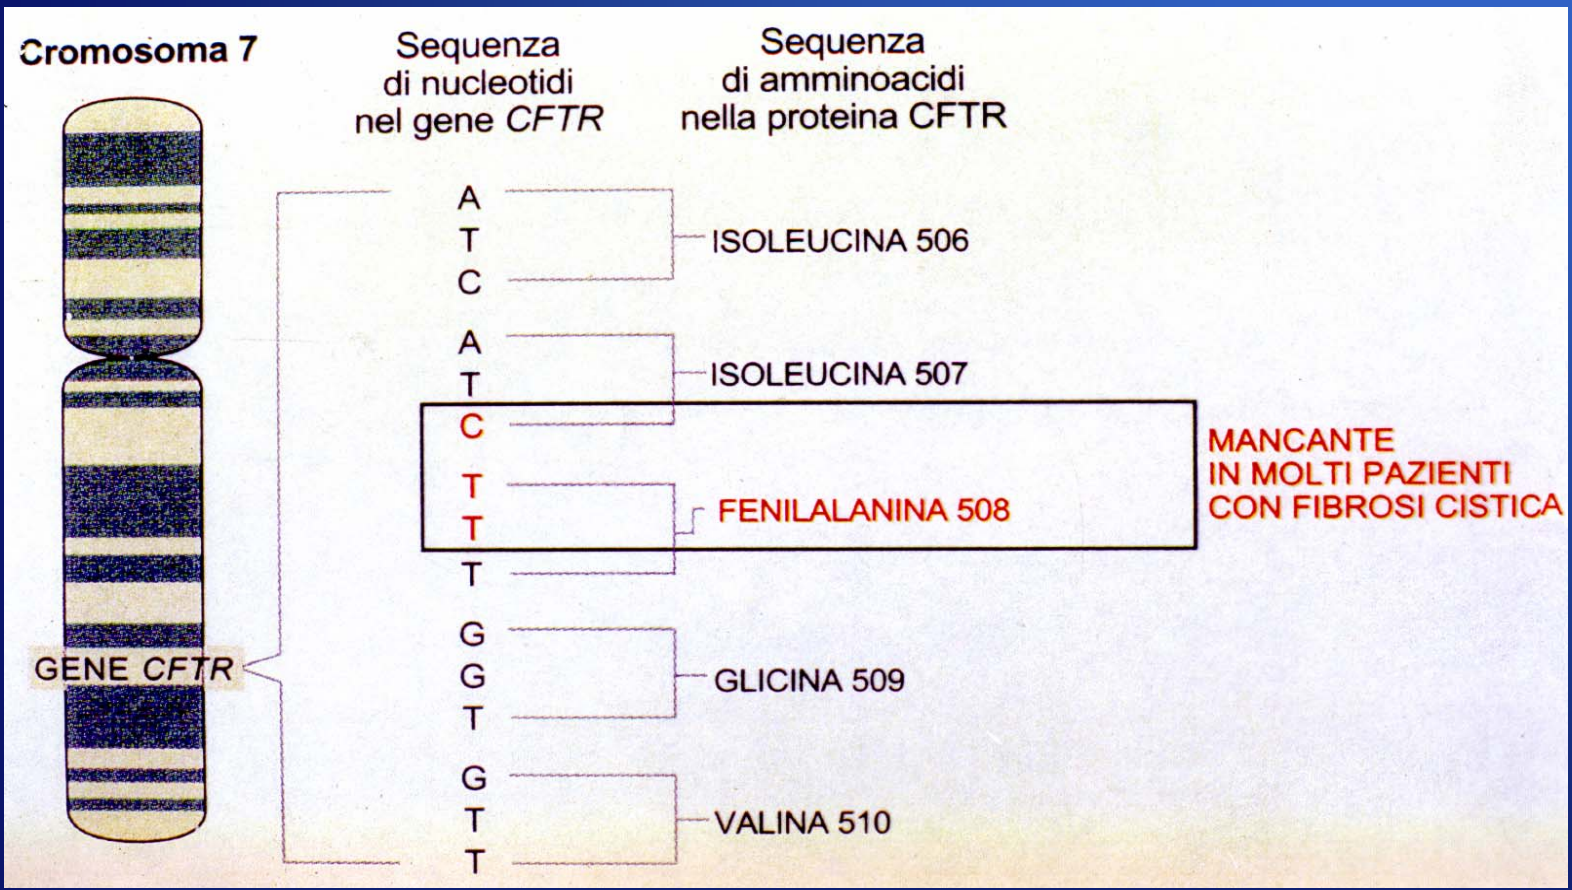 Cromosoma 7
Sequenza
di nucleotidi
nel gene CFTR
Sequenza
di amminoacidi
nella proteina CFTR
A
T
C
ISOLEUCINA 506
A
T
C
ISOLEUCINA 507
T
T
T
FENILALANINA 508
MANCANTE
IN MOLTI PAZIENTI
CON FIBROSI CISTICA
G
G
T
GLICINA 509
G
T
T
VALINA 510
GENE CFTR